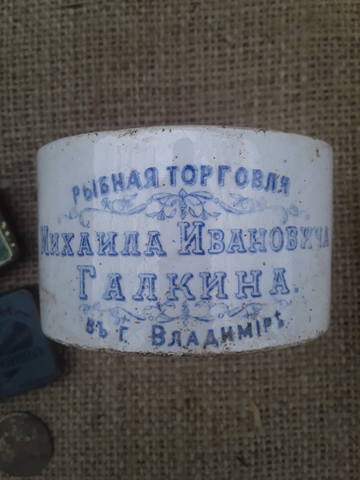 РЫБНАЯ ТОРГОВЛЯ
МИХАИЛА ИВАНОВИЧА
ГАЛКИНА.
ВЪ Г. ВЛАДИМІРѢ